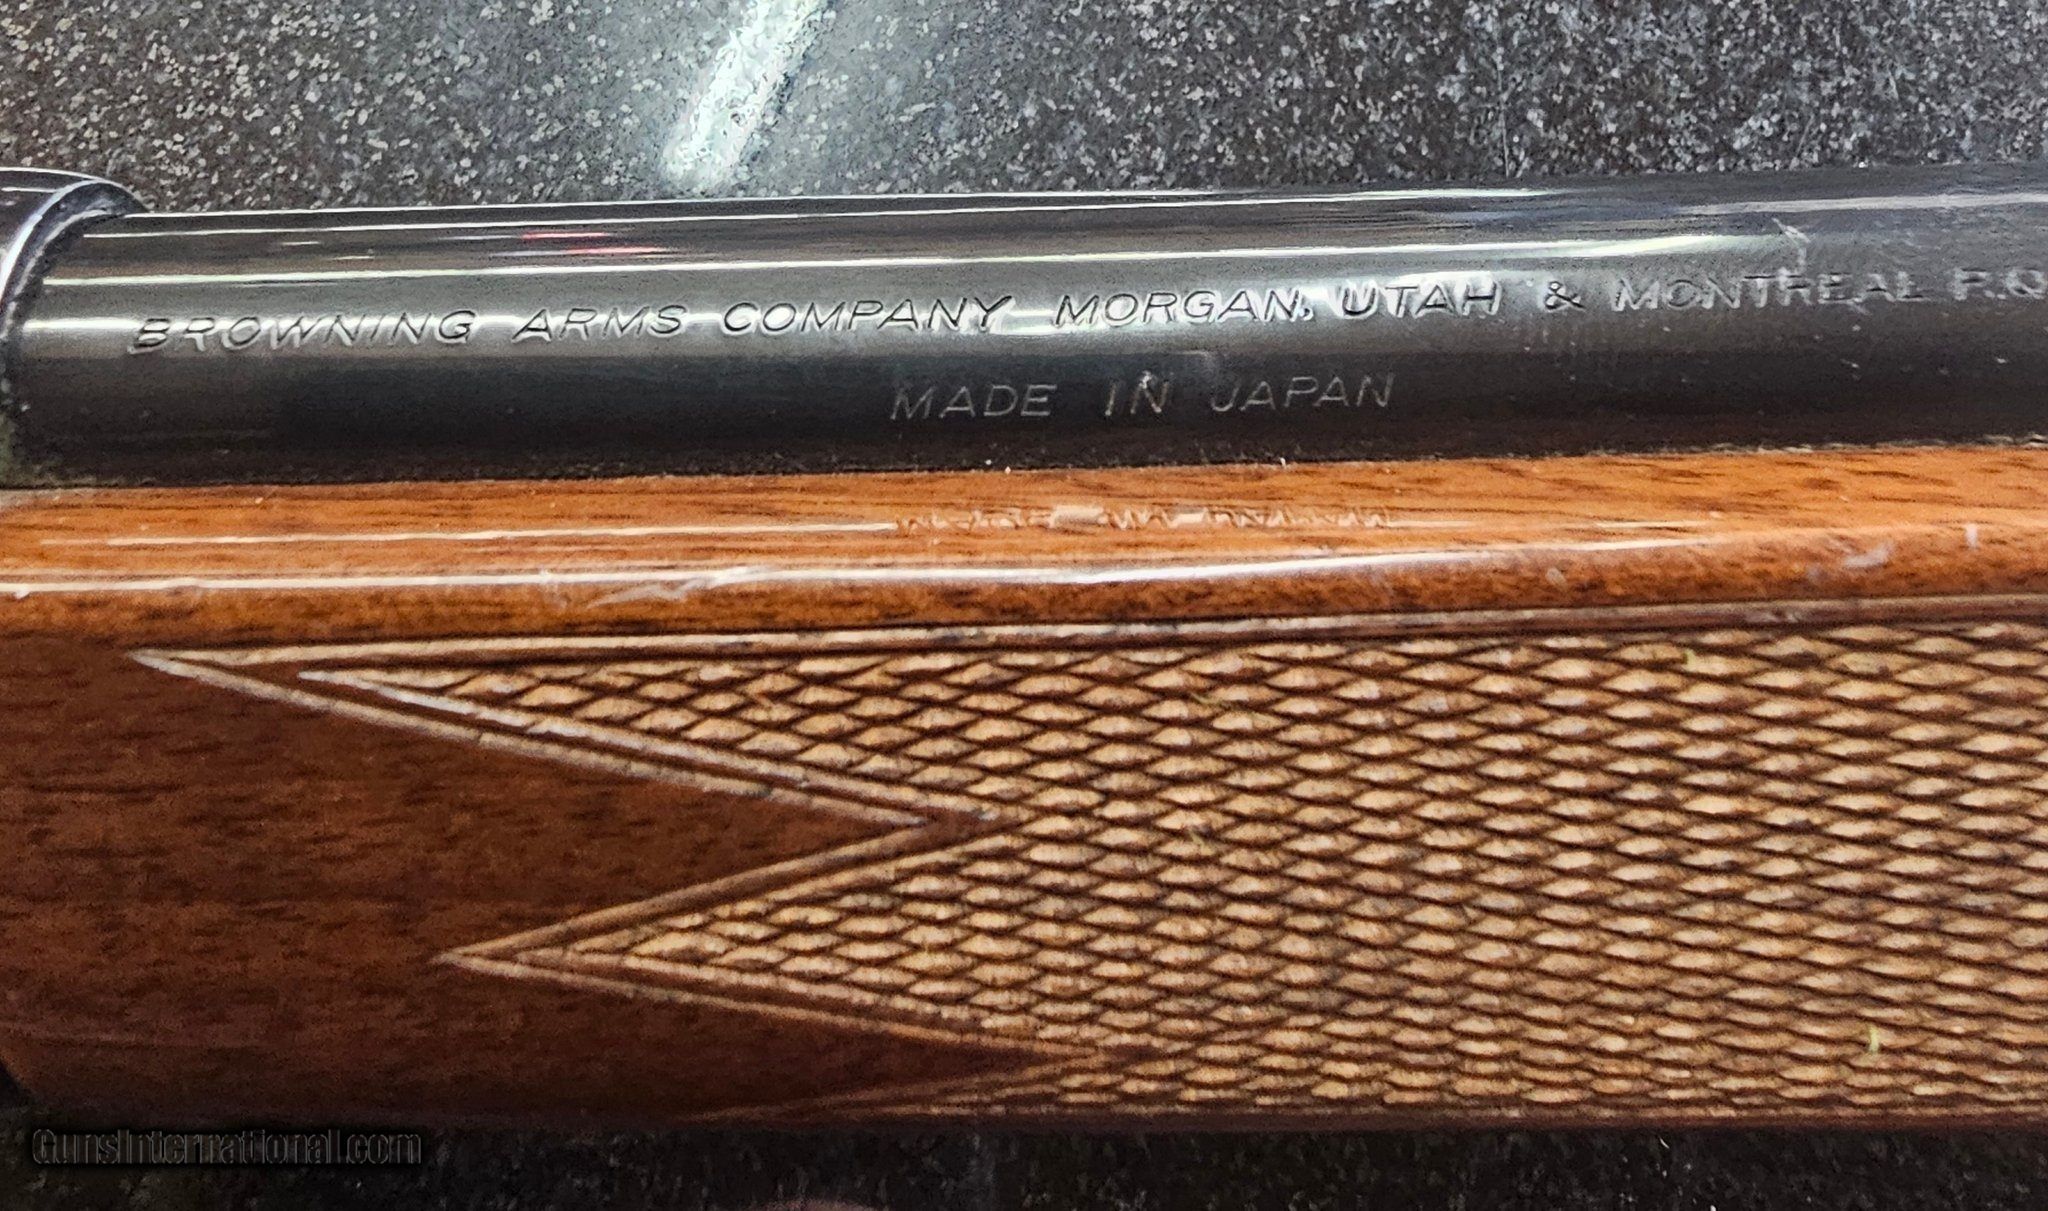 BROWNING ARMS COMPANY MORGAN, UTAH & MONTREAL P.Q
MADE IN JAPAN
GunsInternational.com